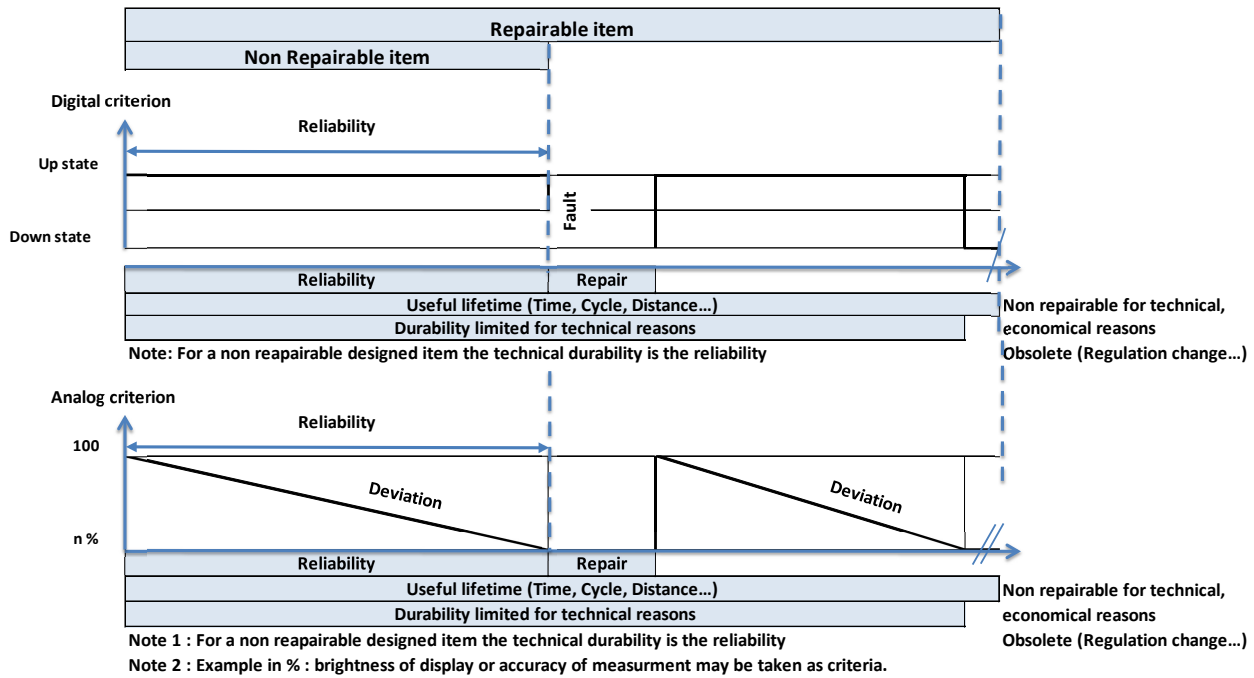 Repairable item
Non Repairable item
Digital criterion
Reliability
Up state
Fault
Down state
Reliability
Repair
Useful lifetime (Time, Cycle, Distance...)
Durability limited for technical reasons
Non repairable for technical,
economical reasons
Obsolete (Regulation change...)
Note: For a non reapairable designed item the technical durability is the reliability
Analog criterion
Reliability
100
Deviation
Deviation
n %
Reliability
Repair
Useful lifetime (Time, Cycle, Distance...)
Durability limited for technical reasons
Non repairable for technical,
economical reasons
Obsolete (Regulation change...)
Note 1 : For a non reapairable designed item the technical durability is the reliability
Note 2 : Example in % : brightness of display or accuracy of measurment may be taken as criteria.